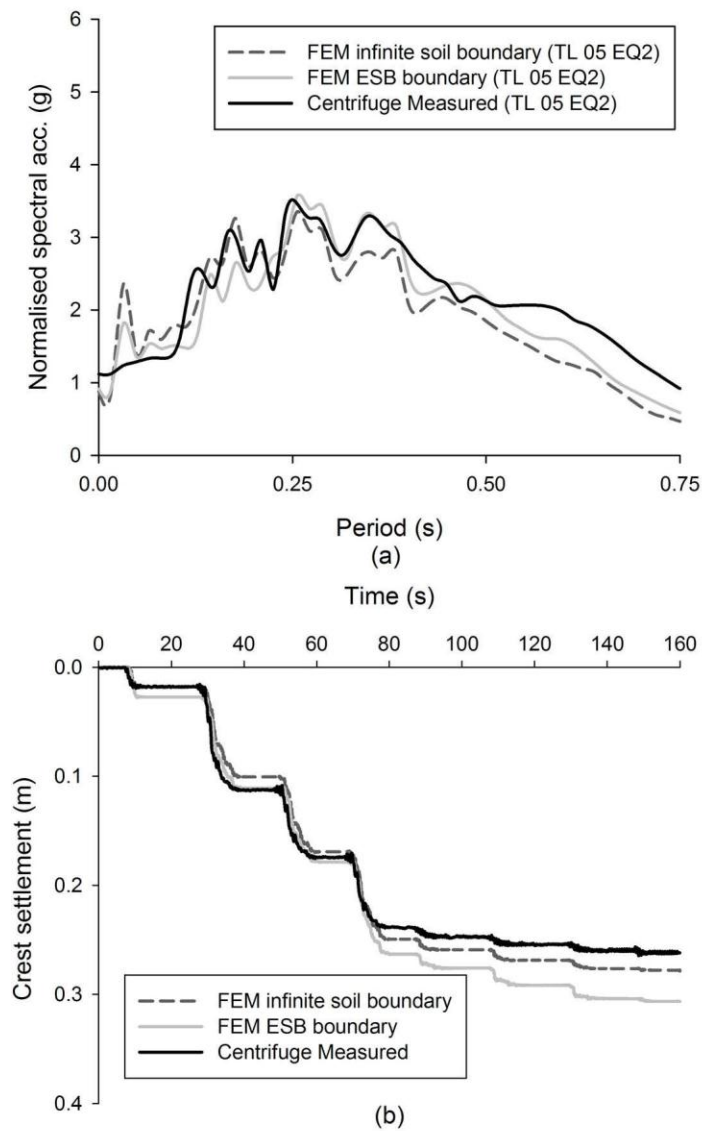 6
FEM infinite soil boundary (TL 05 EQ2)
FEM ESB boundary (TL 05 EQ2)
Centrifuge Measured (TL 05 EQ2)
5
4
3
2
1
0
Normalised spectral acc. (g)
0.00 0.25 0.50 0.75
Period (s)
(a)
Time (s)
0 20 40 60 80 100 120 140 160
0.0
0.1
0.2
0.3
0.4
Crest settlement (m)
FEM infinite soil boundary
FEM ESB boundary
Centrifuge Measured
(b)